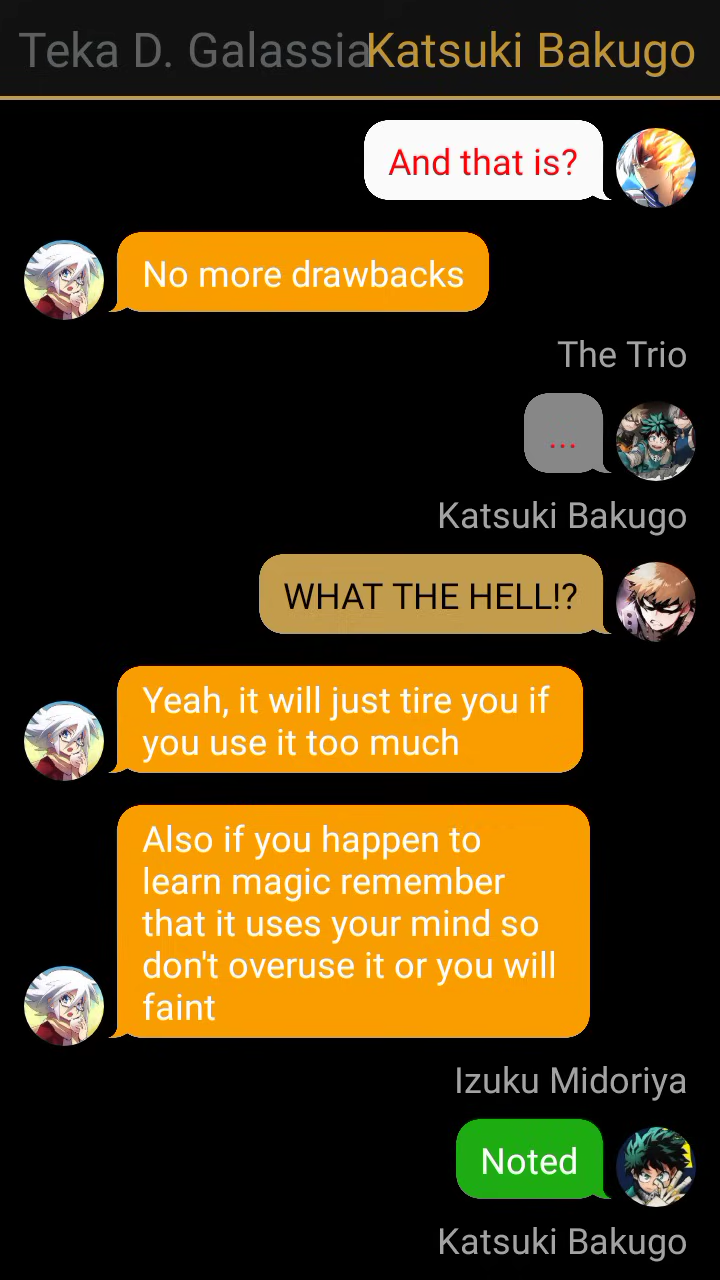 Teka D. Galassia Katsuki Bakugo
And that is?
No more drawbacks
The Trio
...
Katsuki Bakugo
WHAT THE HELL!?
Yeah, it will just tire you if
you use it too much
Also if you happen to
learn magic remember
that it uses your mind so
don't overuse it or you will
faint
Izuku Midoriya
Noted
Katsuki Bakugo